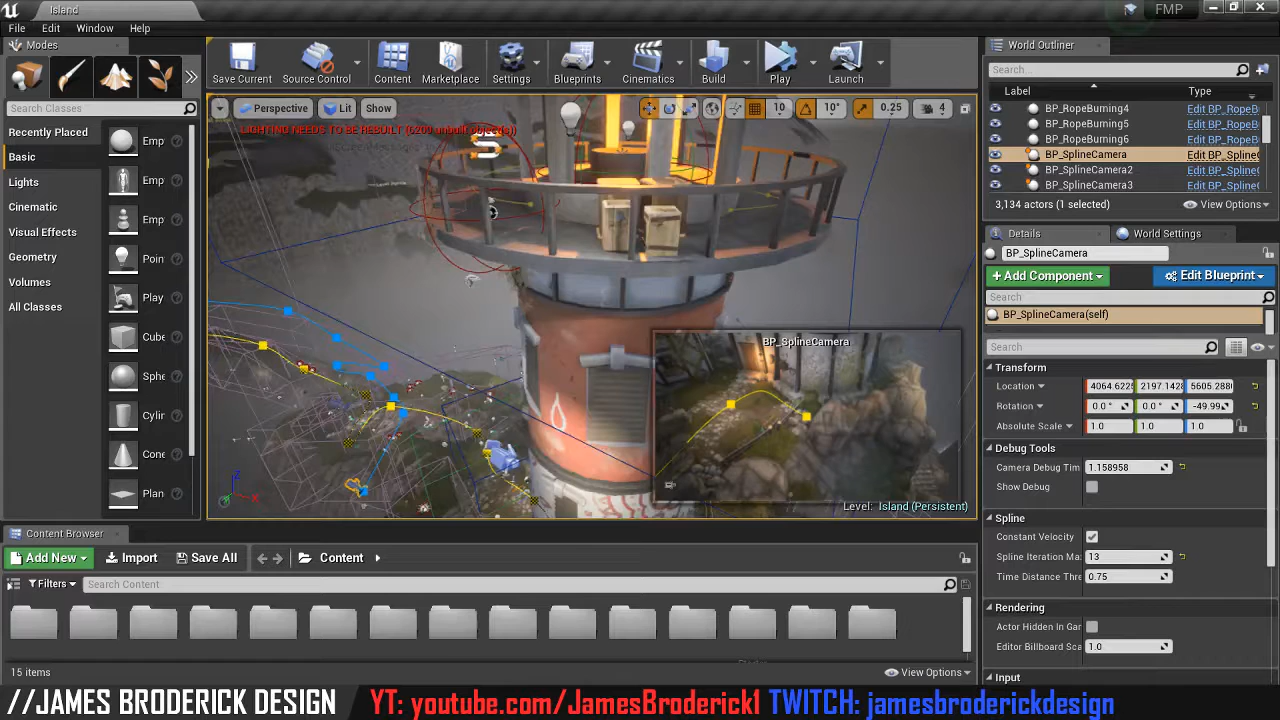 Island
FMP
File Edit Window Help
Modes
Search Classes
Recently Placed
Basic
Lights
Cinematic
Visual Effects
Geometry
Volumes
All Classes
Emp
Emp
Emp
Poin
Play
Cube
Sphe
Cylir
Cone
Plan
Save Current
Source Control
Content
Marketplace
Settings
Blueprints
Cinematics
Build
Play
Launch
Perspective Lit Show
10 10° 0.25 4
LIGHTING NEEDS TO BE REBUILT (6200 unbuilt object(s))
BP_SplineCamera
Level: Island (Persistent)
World Outliner
Search...
Label Type
BP_RopeBurning4 Edit BP_RopeB
BP_RopeBurning5 Edit BP_RopeB
BP_RopeBurning6 Edit BP_RopeB
BP_SplineCamera Edit BP_Spline
BP_SplineCamera2 Edit BP_Spline
BP_SplineCamera3 Edit BP_Spline
3,134 actors (1 selected) View Options
Details World Settings
BP_SplineCamera
+ Add Component Edit Blueprint
Search
BP_SplineCamera(self)
Search
Transform
Location 4064.6225 2197.1428 5605.288
Rotation 0.0° 0.0° -49.99
Absolute Scale 1.0 1.0 1.0
Debug Tools
Camera Debug Tim 1.158958
Show Debug
Spline
Constant Velocity
Spline Iteration Ma 13
Time Distance Thre 0.75
Rendering
Actor Hidden In Gar
Editor Billboard Sca 1.0
Input
Content Browser
Add New Import Save All Content
Filters Search Content
15 items View Options
//JAMES BRODERICK DESIGN YT: youtube.com/JamesBroderick1 TWITCH: jamesbroderickdesign